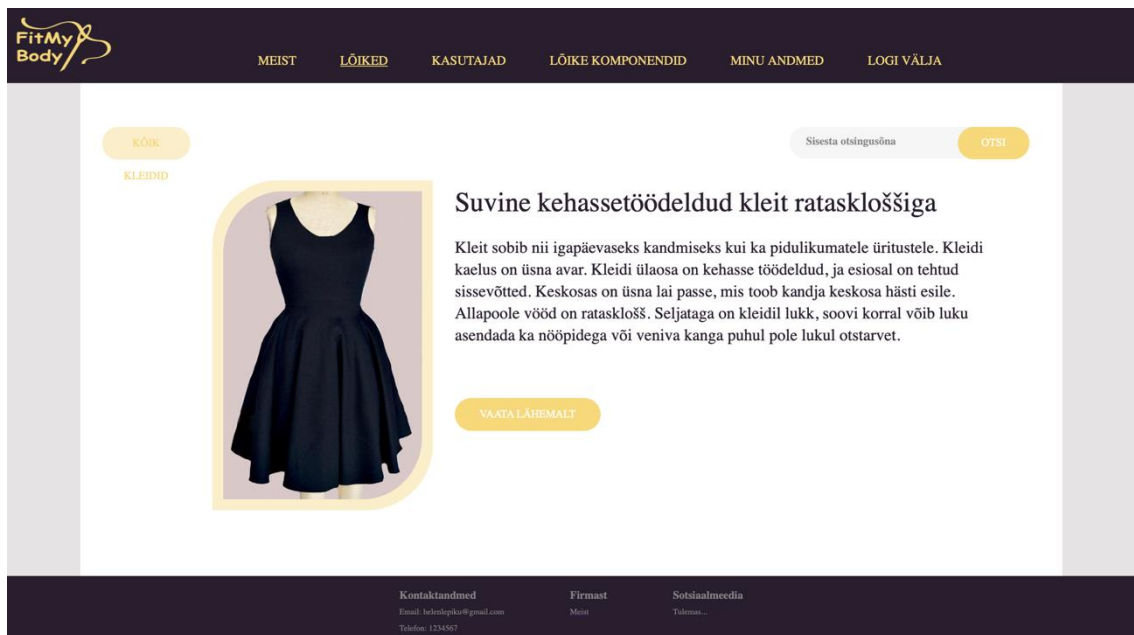 FitMy
Body
MEIST LÕIKED KASUTAJAD LÕIKE KOMPONENDID MINU ANDMED LOGI VÄLJA
KÕIK
KLEIDID
Sisesta otsingusõna OTSI
Suvine kehassetöödeldud kleit ratasklošśiga
Kleit sobib nii igapäevaseks kandmiseks kui ka pidulikumatele üritustele. Kleidi
kaelus on üsna avar. Kleidi ülaosa on kehasse töödeldud, ja esiosal on tehtud
sissevõtted. Keskosas on üsna lai passe, mis toob kandja keskosa hästi esile.
Allapoole vööd on ratasklošš. Seljataga on kleidil lukk, soovi korral võib luku
asendada ka nööpidega või veniva kanga puhul pole lukul otstarvet.
VAATA LÄHEMALT
Kontaktandmed
Email: helenlepiku@gmail.com
Telefon: 1234567
Firmast
Meist
Sotsiaalmeedia
Tulemas...